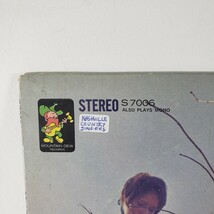 STEREO S 7006
ALSO PLAYS MONO
NASHVILLE
COUNTRY
SINGERS
MOUNTAIN DEW
RECORDS